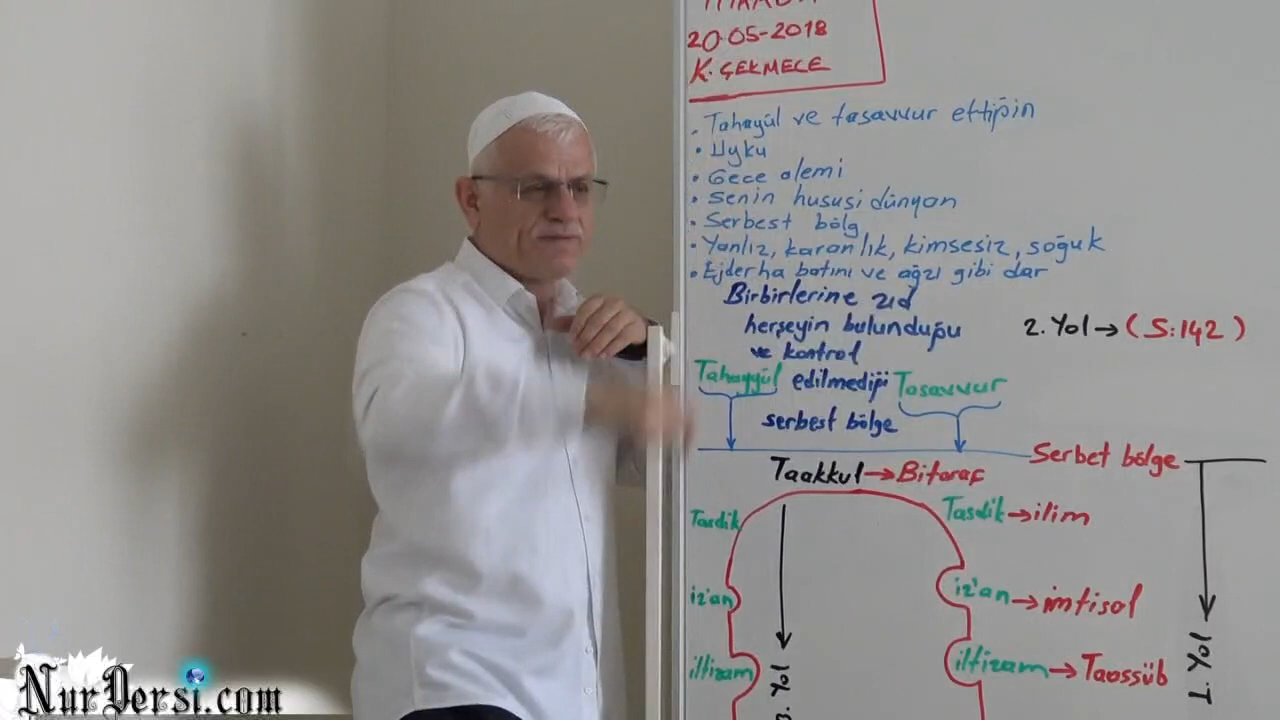 20-05-2018
K. ÇEKMECE
• Tahayül ve tasavvur ettiğin
• Uyku
• Gece alemi
• Senin hususi dünyan
• Serbest bölg
• Yanlız, karanlık, kimsesiz, soğuk
• Ejderha batını ve ağzı gibi dar
Birbirlerine zıd
herşeyin bulunduğu
ve kontrol
edilmediği
serbest bölge
Tahayyül
Tasavvur
2. Yol → (S:142)
Serbet bölge
Taakkul → Bitaraf
Tasdik
Tasdik → ilim
iz'an
iz'an → imtisal
iltizam
iltizam → Taassüb
3. Yol
1. Yol
NurDersi.com